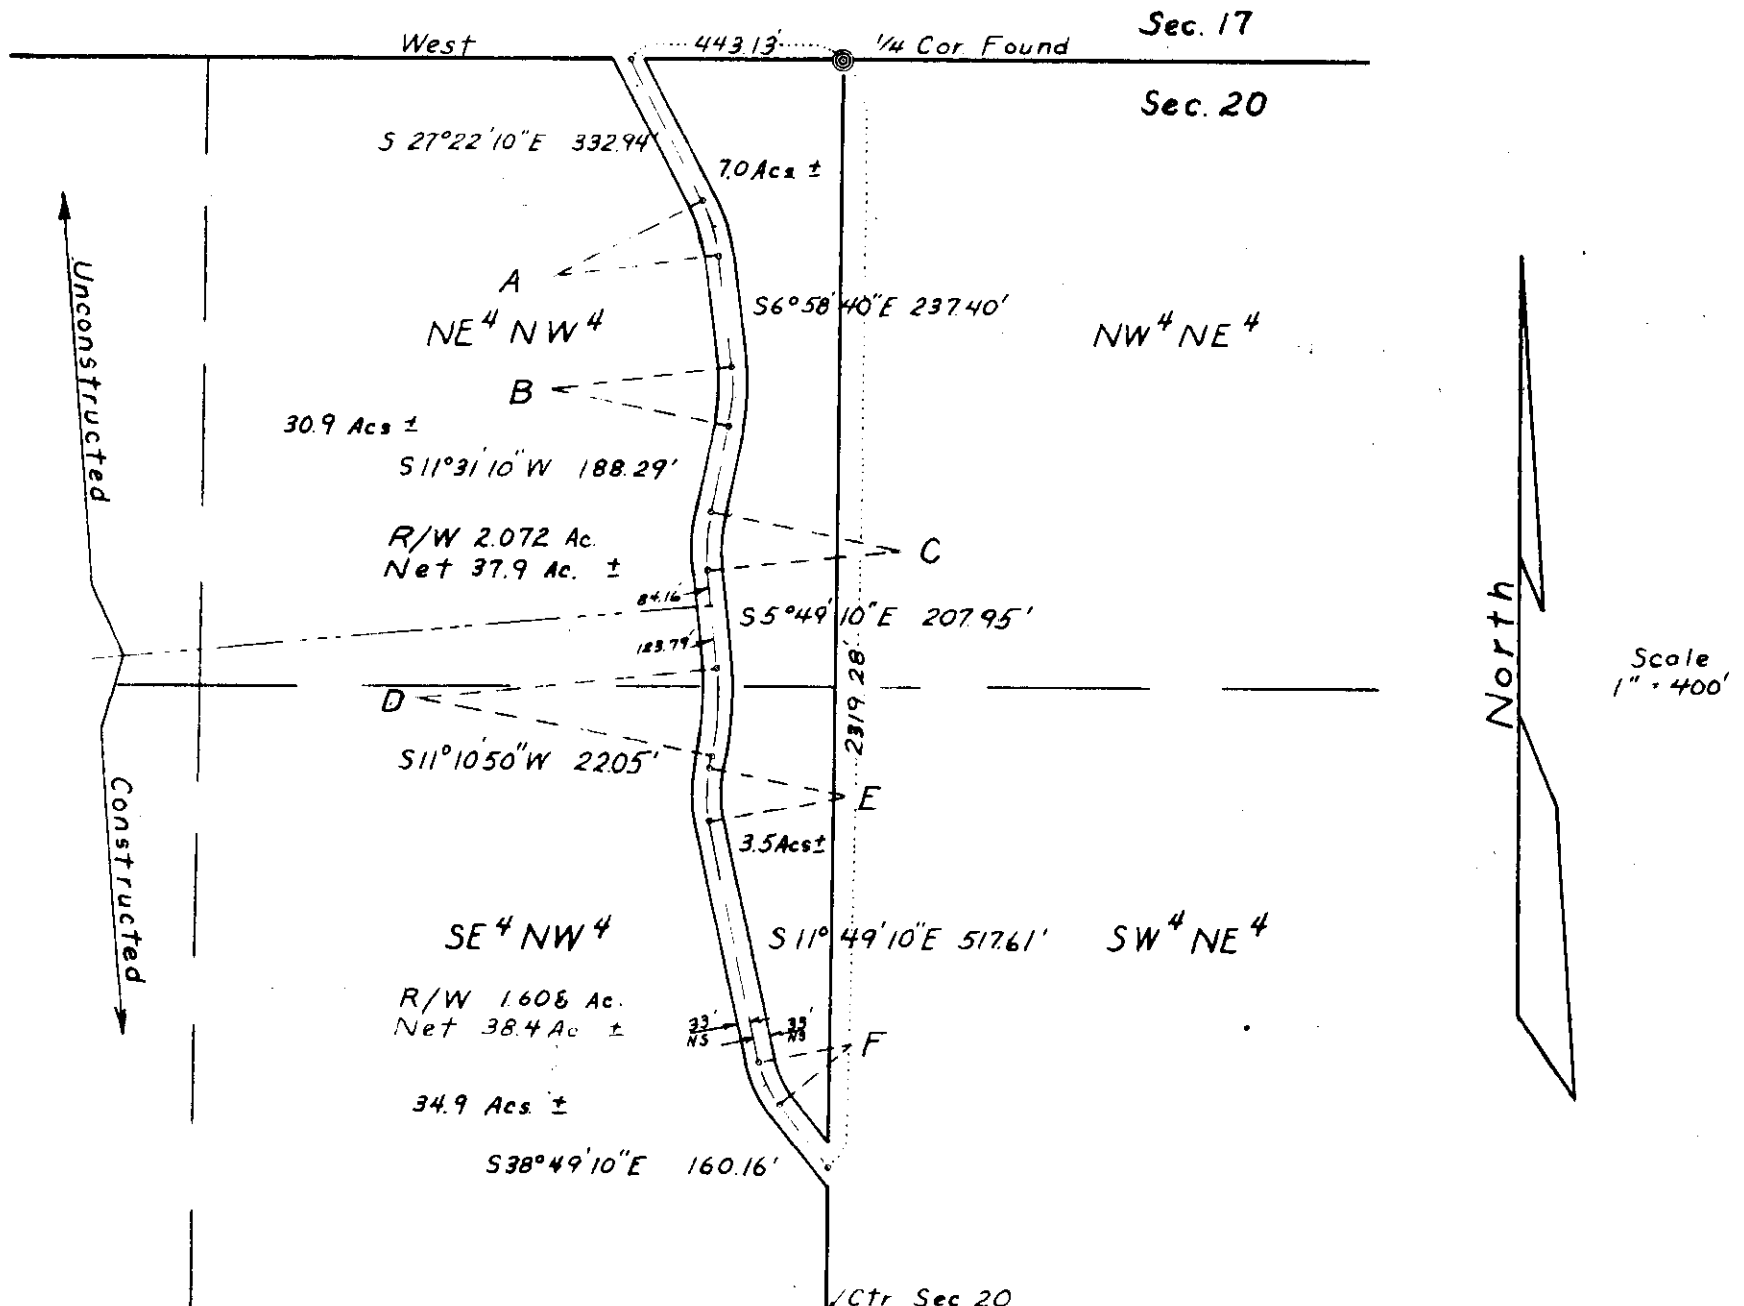 Sec. 17
West
443.13'
1/4 Cor. Found
Sec. 20
S 27°22'10"E 332.94'
7.0 Acs ±
A
S6°58'40"E 237.40'
NE⁴ NW⁴
NW⁴ NE⁴
Unconstructed
B
30.9 Acs ±
S11°31'10"W 188.29'
R/W 2.072 Ac.
Net 37.9 Ac. ±
C
84.16'
S5°49'10"E 207.95'
123.79'
2319.28'
North
Scale
1" = 400'
D
S11°10'50"W 22.05'
E
Constructed
3.5 Acs ±
SE⁴ NW⁴
S11°49'10"E 517.61'
SW⁴ NE⁴
R/W 1.608 Ac.
Net 38.4 Ac ±
33'
NS
33'
NS
F
34.9 Acs. ±
S38°49'10"E 160.16'
Ctr Sec 20